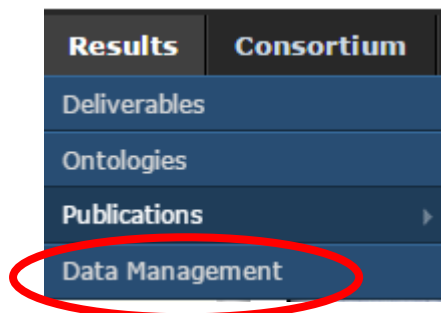 Results Consortium
Deliverables
Ontologies
Publications
Data Management